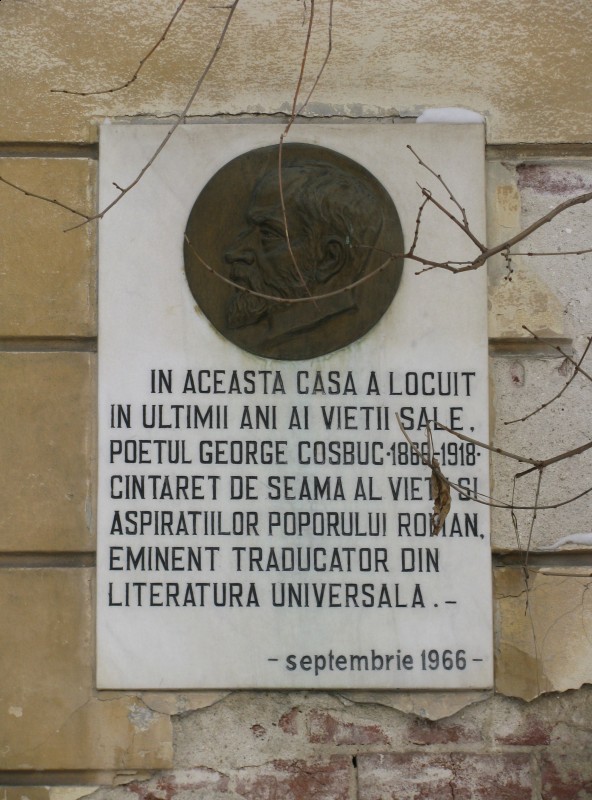 IN ACEASTA CASA A LOCUIT
IN ULTIMII ANI AI VIETII SALE,
POETUL GEORGE COSBUC·1866-1918·
CINTARET DE SEAMA AL VIETII SI
ASPIRATIILOR POPORULUI ROMAN,
EMINENT TRADUCATOR DIN
LITERATURA UNIVERSALA.-
- septembrie 1966 -